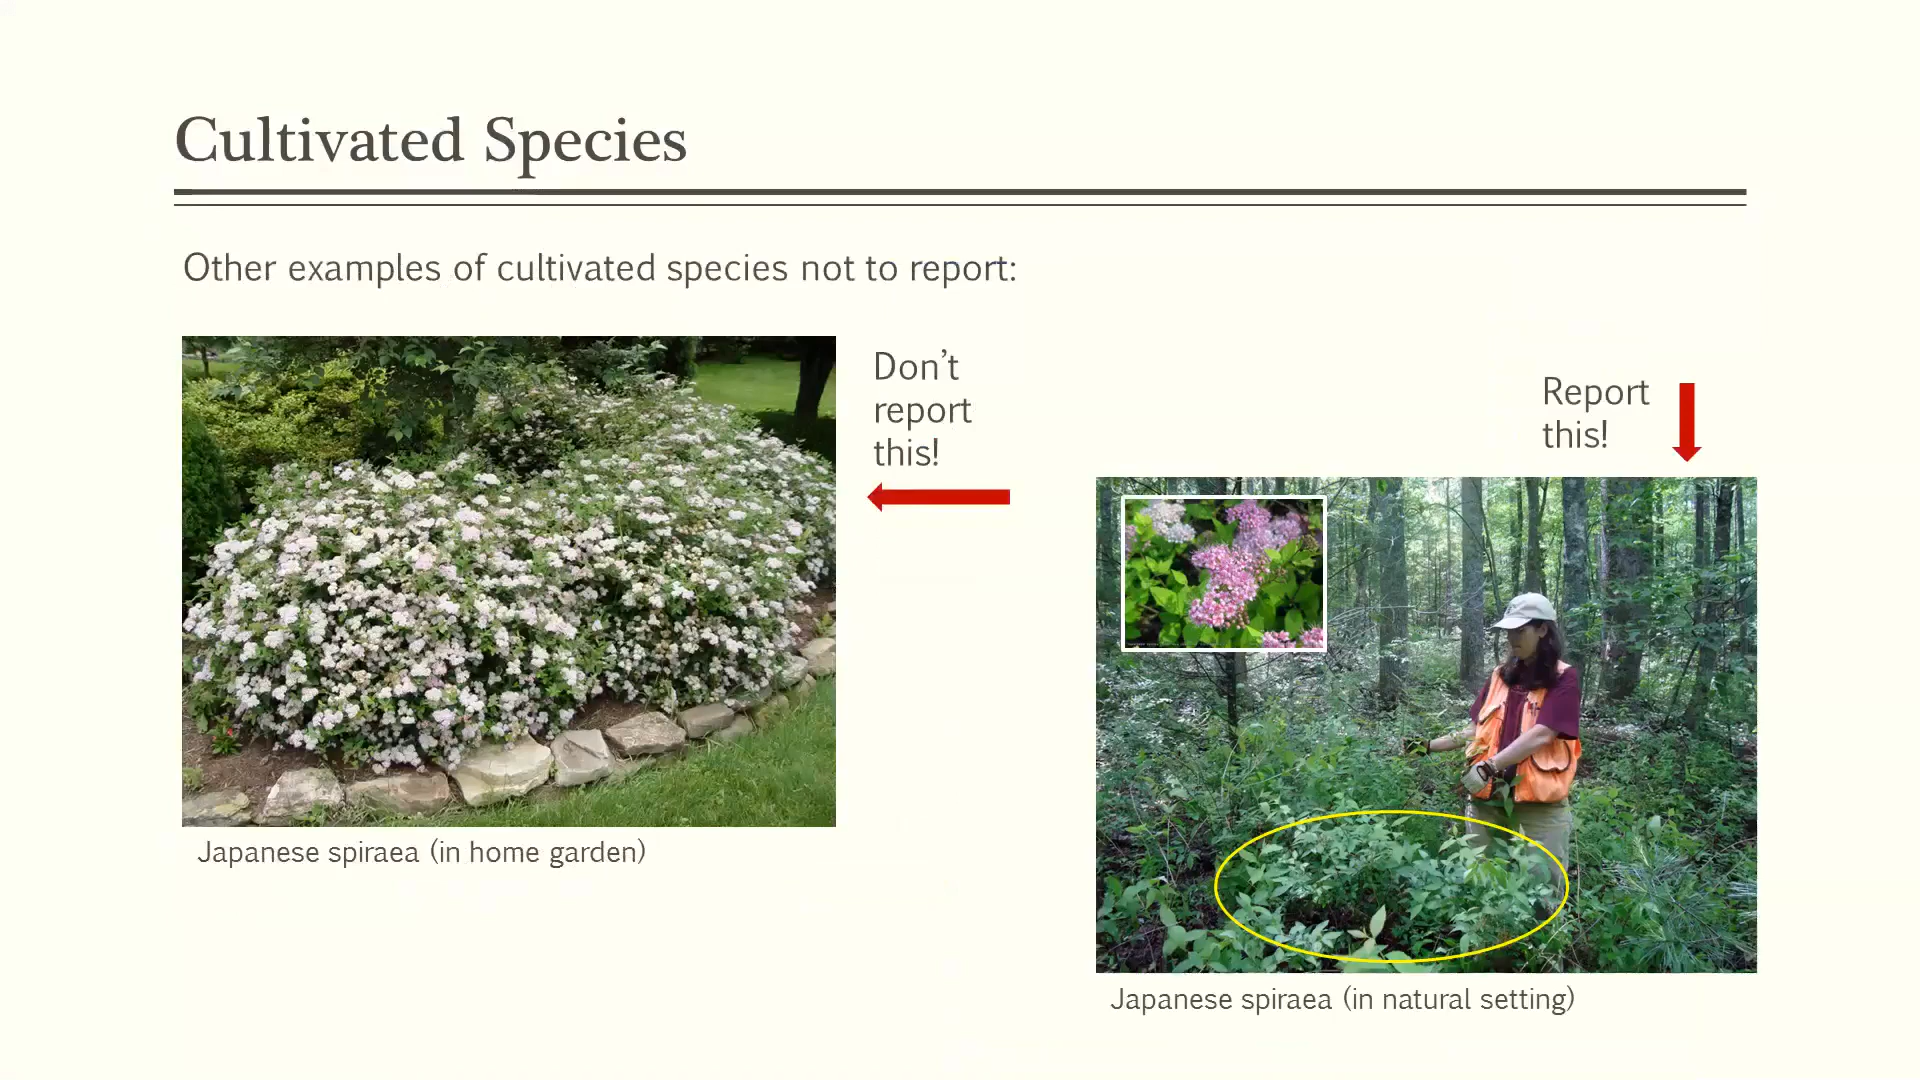 Cultivated Species
Other examples of cultivated species not to report:
Don't
report
this!
Japanese spiraea (in home garden)
Report
this!
Japanese spiraea (in natural setting)